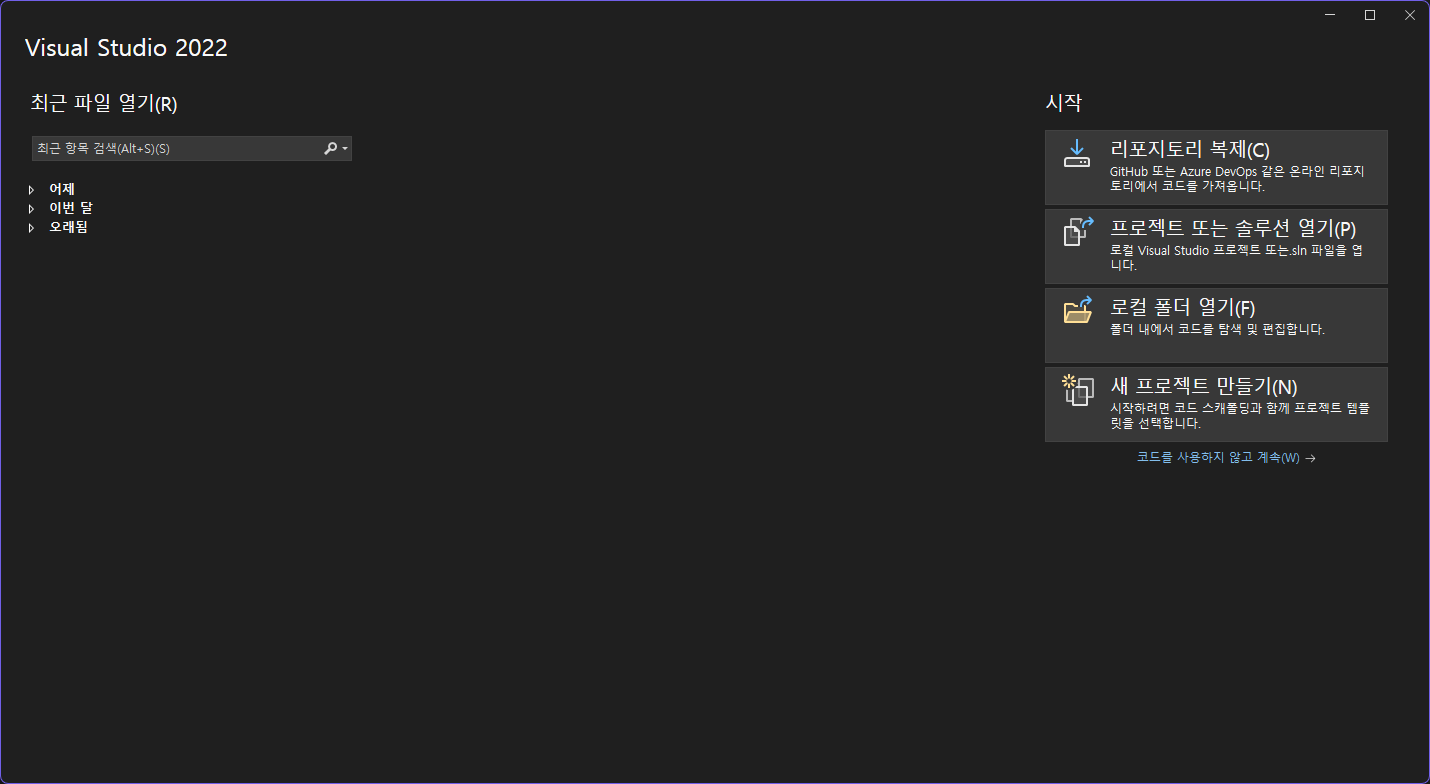 Visual Studio 2022
최근 파일 열기(R)
최근 항목 검색(Alt+S)(S)
어제
이번 달
오래됨
시작
리포지토리 복제(C)
GitHub 또는 Azure DevOps 같은 온라인 리포지
토리에서 코드를 가져옵니다.
프로젝트 또는 솔루션 열기(P)
로컬 Visual Studio 프로젝트 또는.sln 파일을 엽
니다.
로컬 폴더 열기(F)
폴더 내에서 코드를 탐색 및 편집합니다.
새 프로젝트 만들기(N)
시작하려면 코드 스캐폴딩과 함께 프로젝트 템플
릿을 선택합니다.
코드를 사용하지 않고 계속(W) →